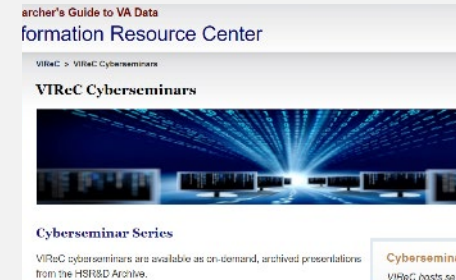 archer's Guide to VA Data
formation Resource Center
VIReC > VIReC Cyberseminars
VIReC Cyberseminars
Cyberseminar Series
VIReC cyberseminars are available as on-demand, archived presentations
from the HSR&D Archive.
Cybersemina
VIReC hosts se